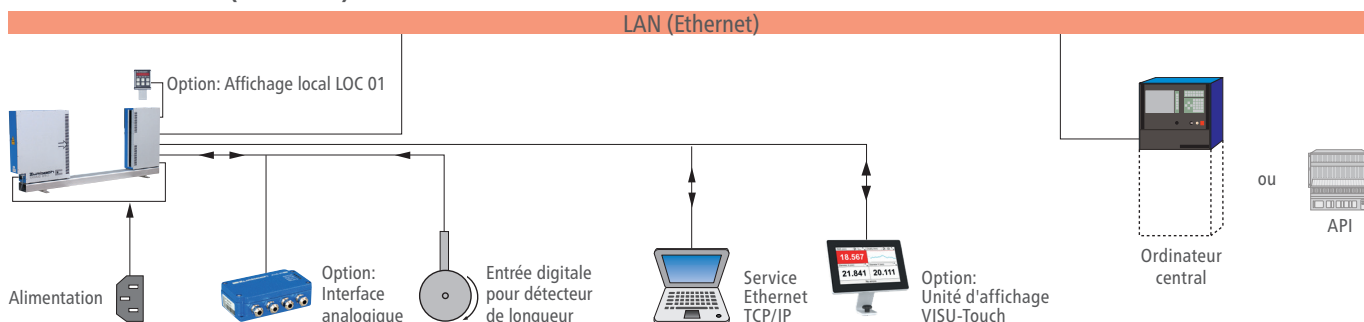 LAN (Ethernet)
Option: Affichage local LOC 01
ou
API
Ordinateur
central
Alimentation
Option:
Interface
analogique
Entrée digitale
pour détecteur
de longueur
Service
Ethernet
TCP/IP
18.567
21.841 20.111
Option:
Unité d'affichage
VISU-Touch